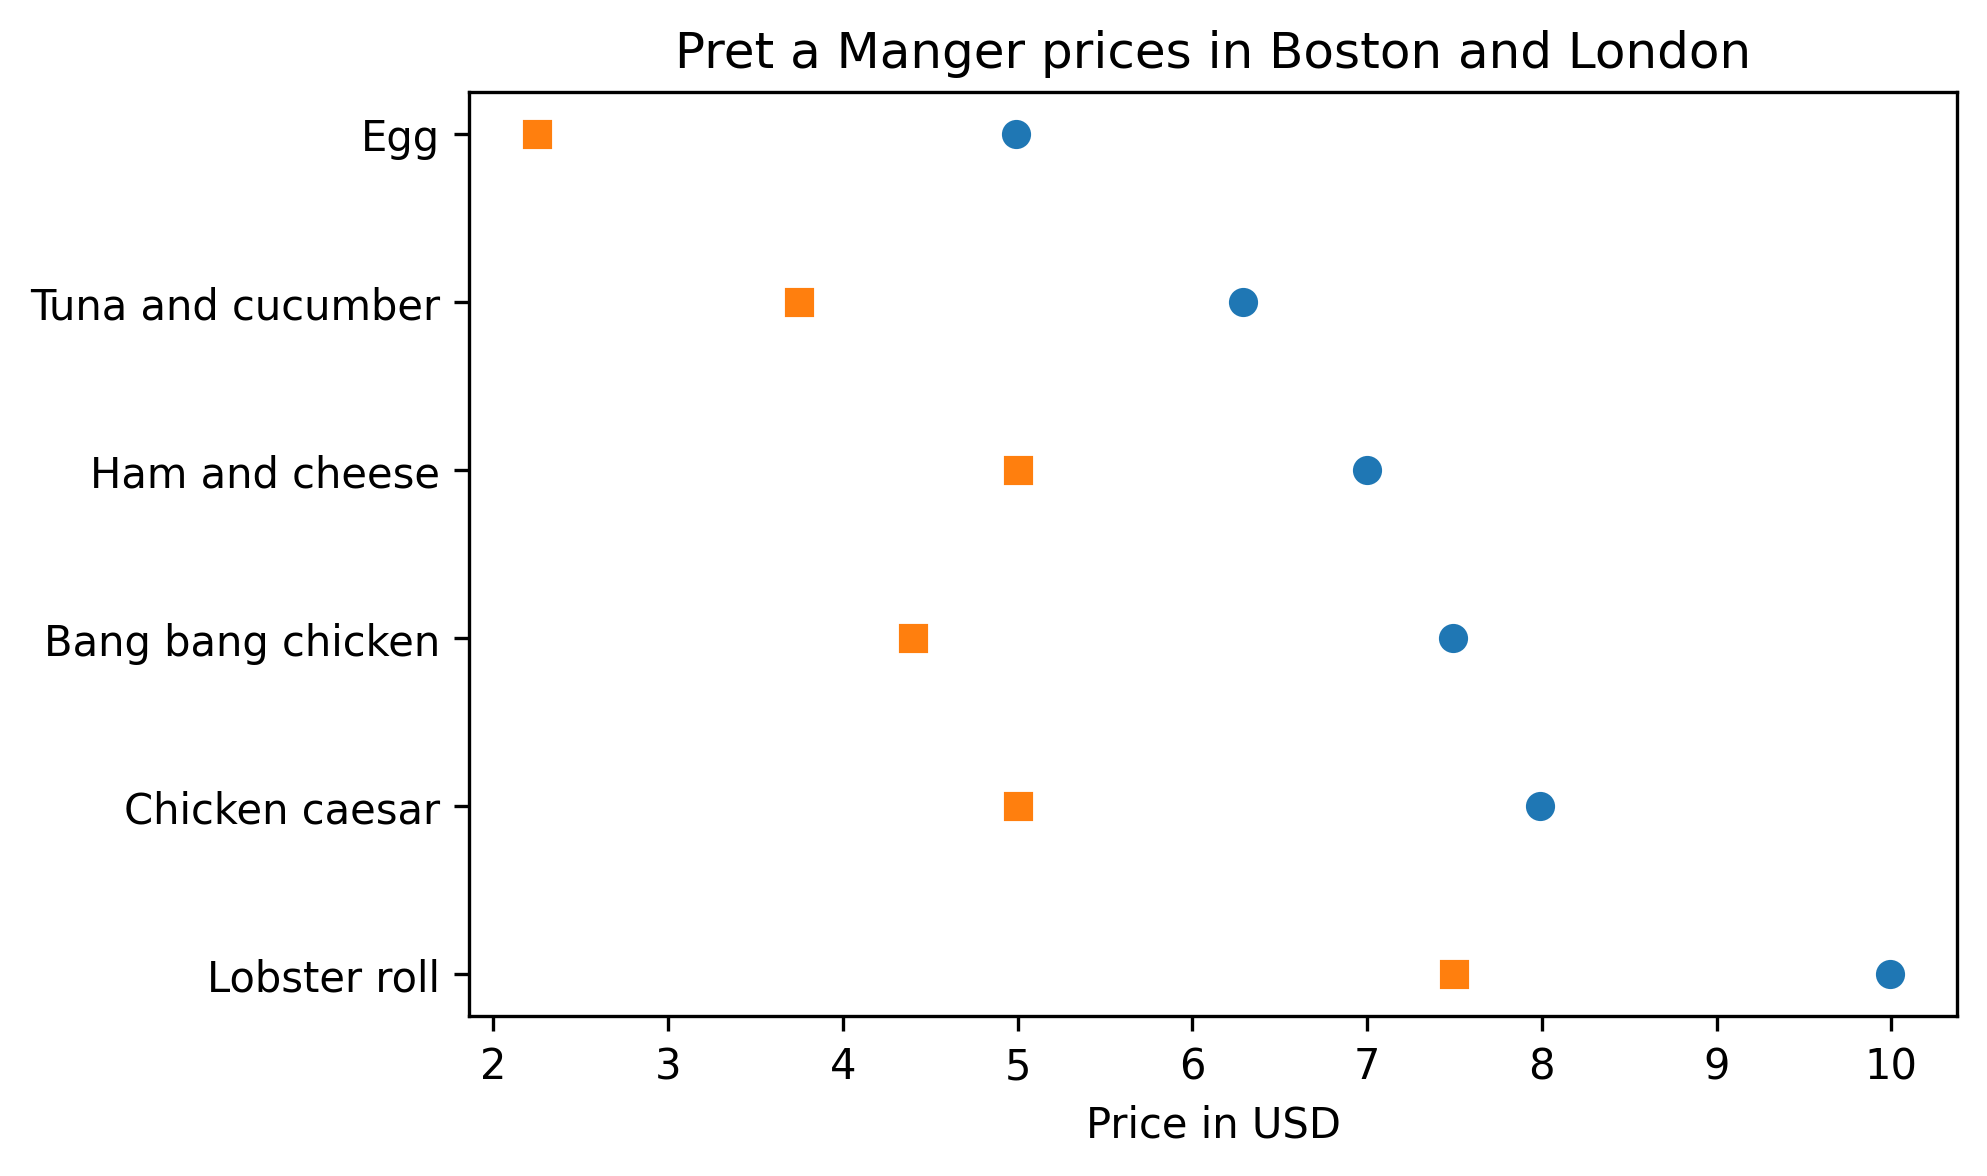 Pret a Manger prices in Boston and London
Egg
Tuna and cucumber
Ham and cheese
Bang bang chicken
Chicken caesar
Lobster roll
2 3 4 5 6 7 8 9 10
Price in USD